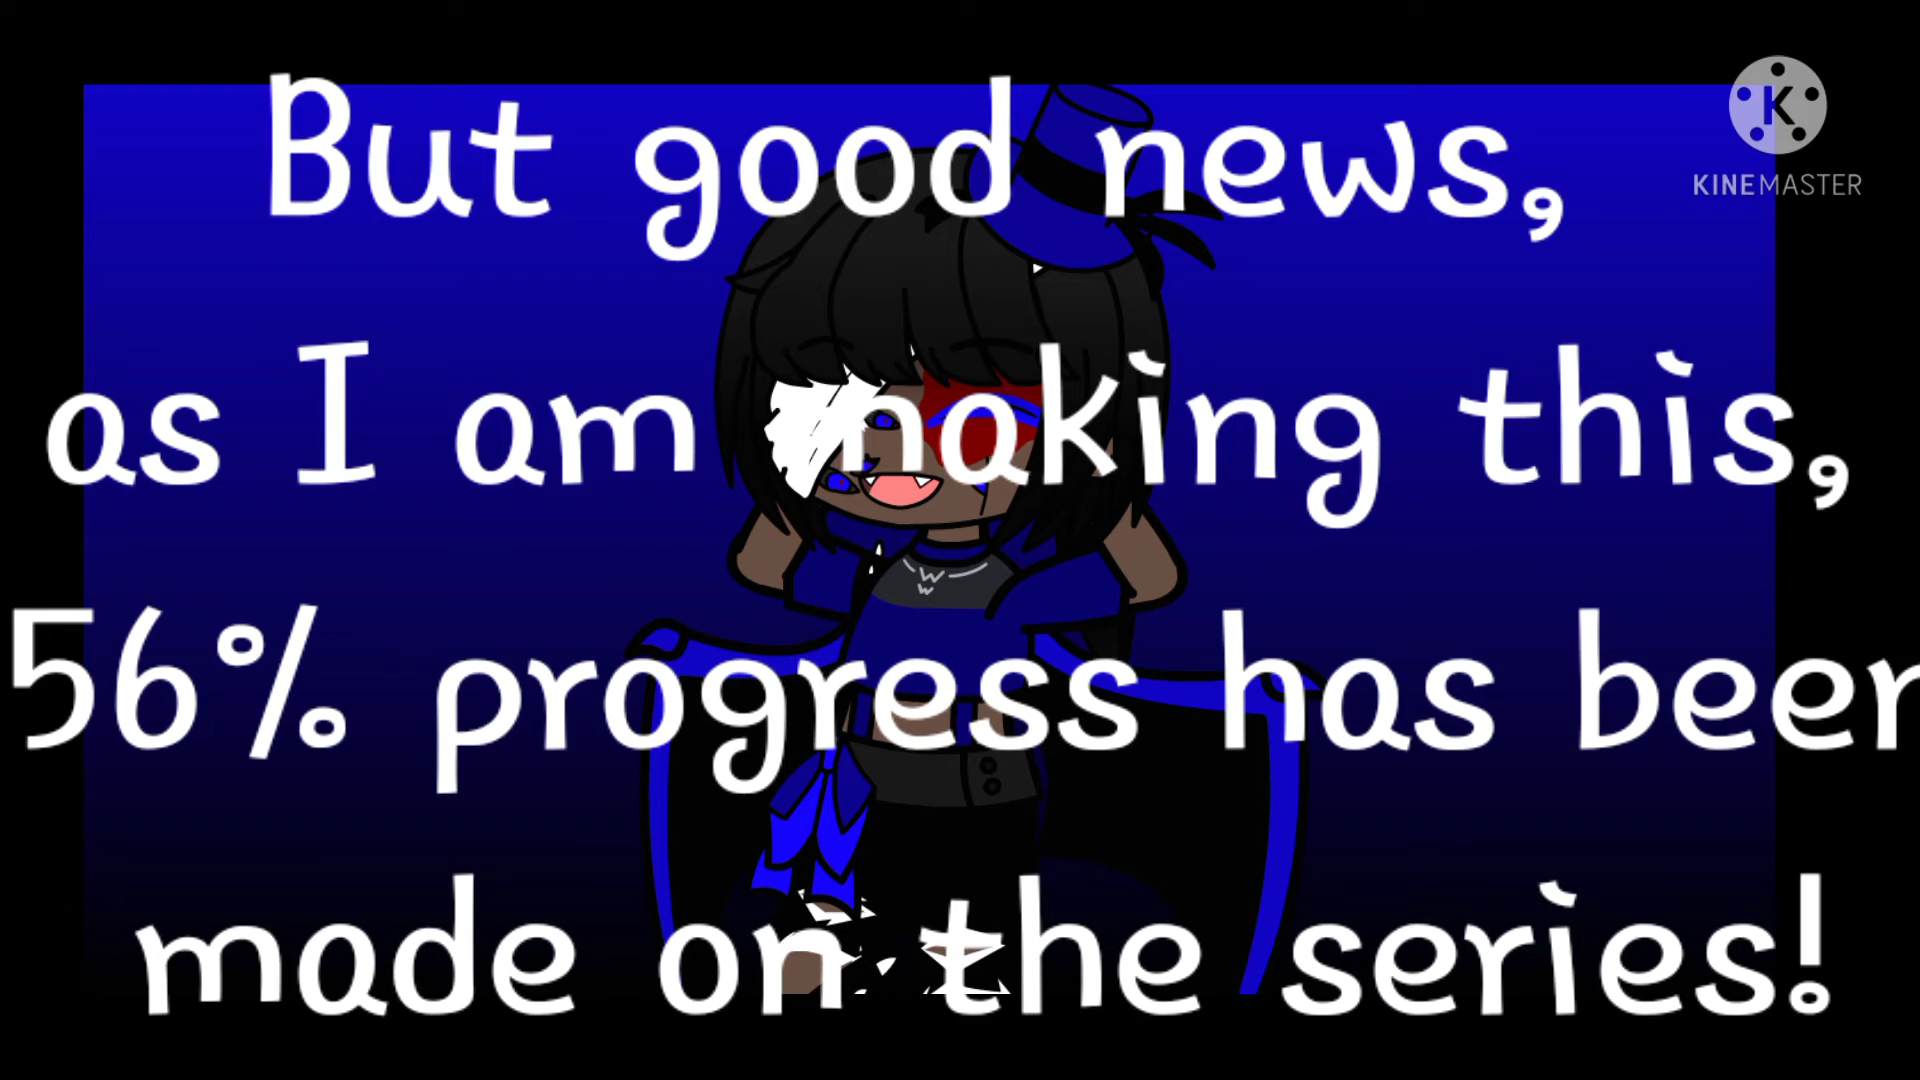 But good news,
K
KINEMASTER
as I am making this,
56% progress has been
made on the series!